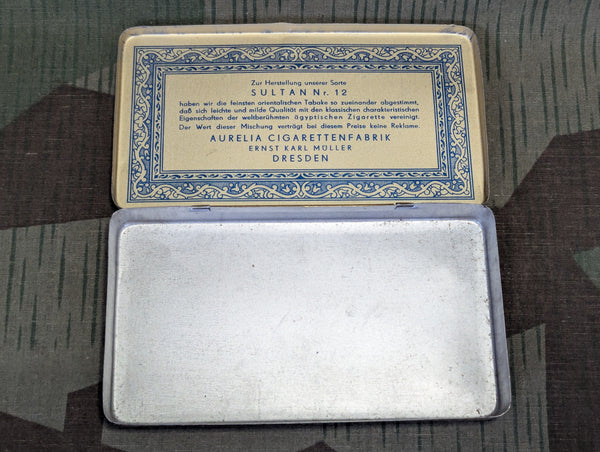 Zur Herstellung unserer Sorte
SULTAN Nr. 12
haben wir die feinsten orientalischen Tabake so zueinander abgestimmt,
daß sich leichte und milde Qualität mit den klassischen charakteristischen
Eigenschaften der weltberühmten ägyptischen Zigarette vereinigt.
Der Wert dieser Mischung verträgt bei diesem Preise keine Reklame.
AURELIA CIGARETTENFABRIK
ERNST KARL MÜLLER
DRESDEN